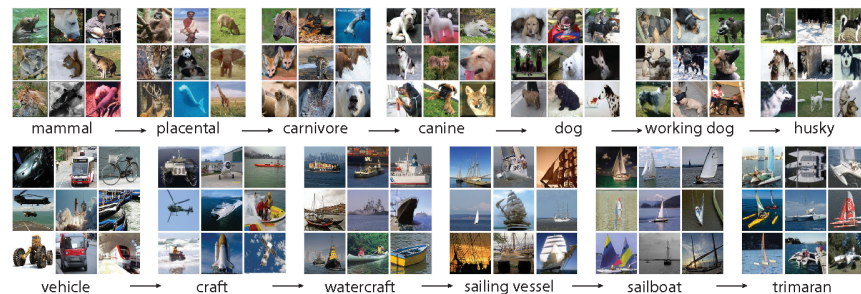 mammal → placental → carnivore → canine → dog → working dog → husky
vehicle → craft → watercraft → sailing vessel → sailboat → trimaran